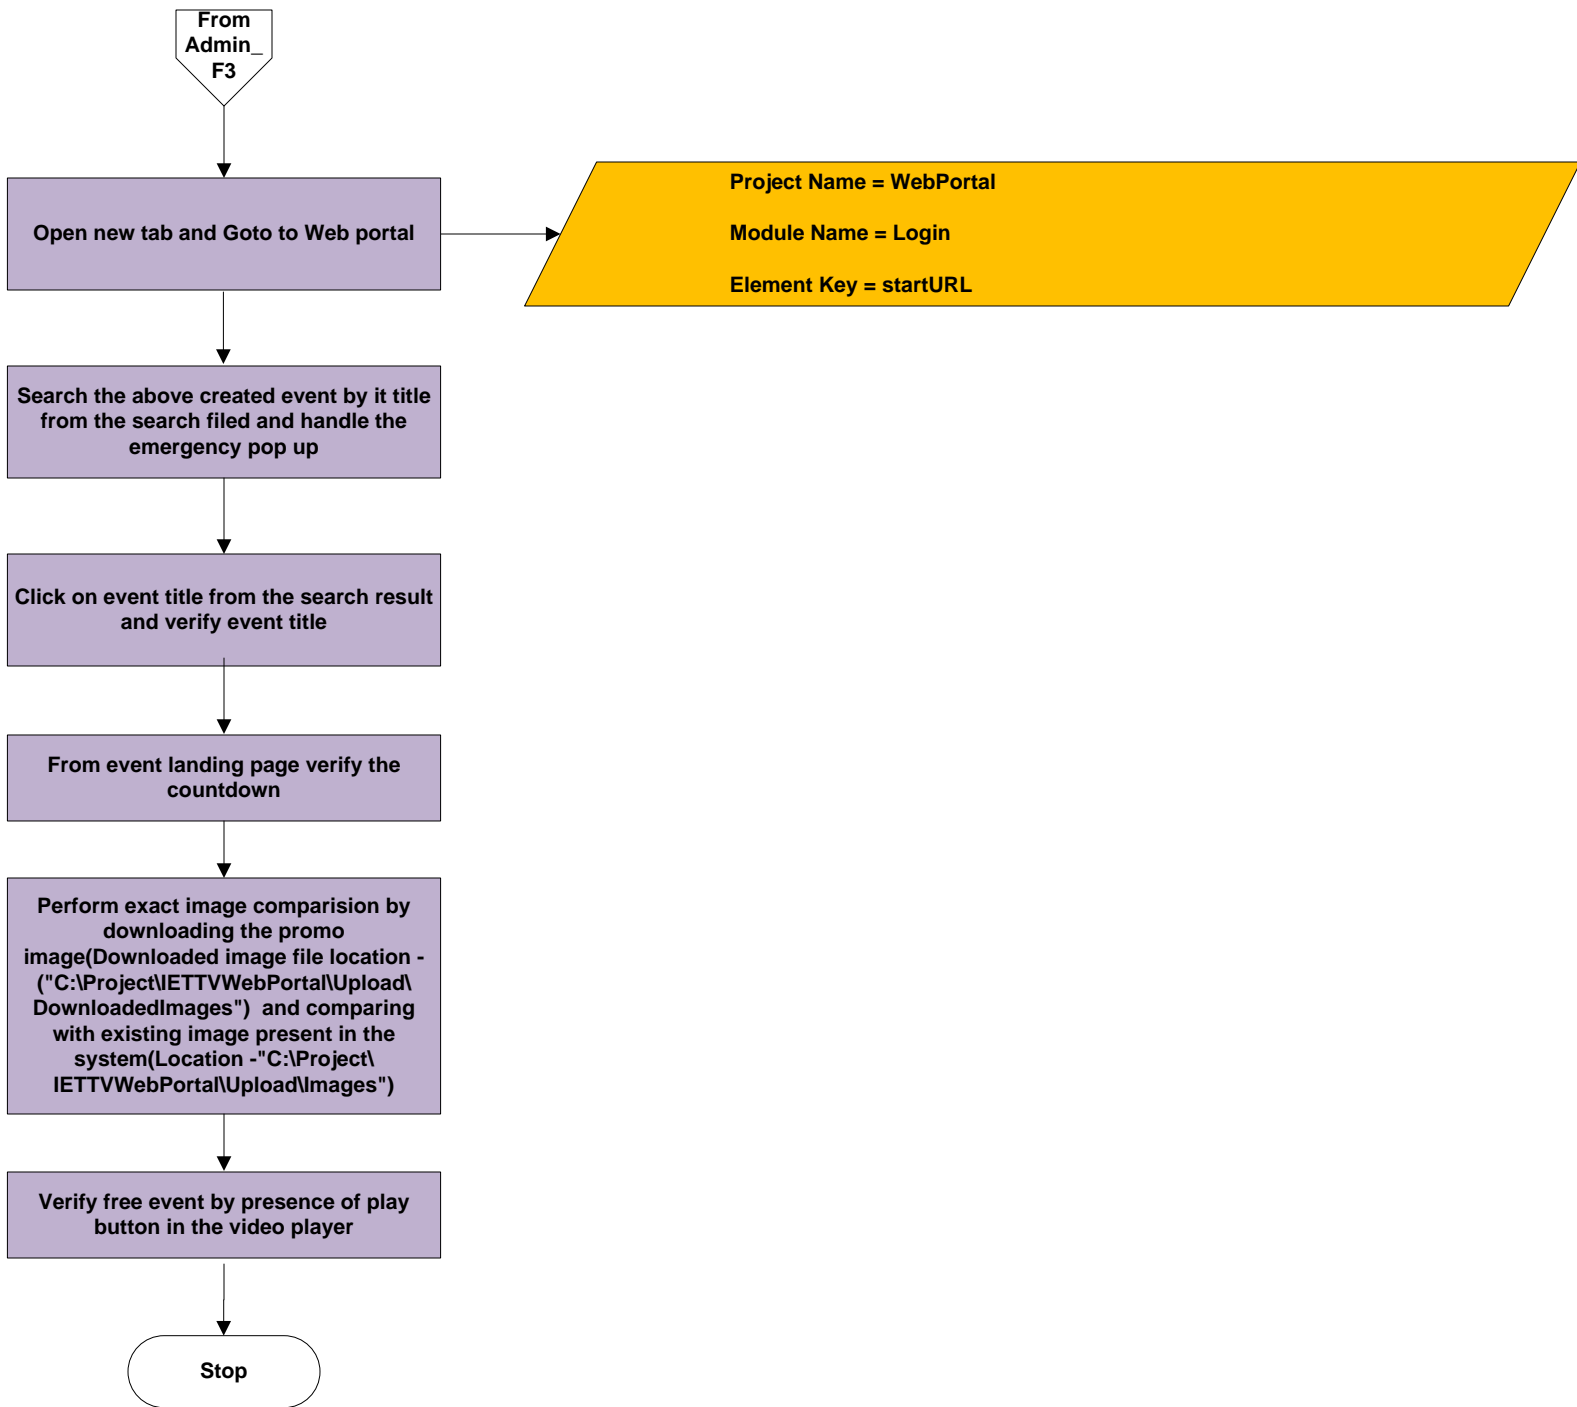 From
Admin_
F3
Open new tab and Goto to Web portal
Project Name = WebPortal
Module Name = Login
Element Key = startURL
Search the above created event by it title
from the search filed and handle the
emergency pop up
Click on event title from the search result
and verify event title
From event landing page verify the
countdown
Perform exact image comparision by
downloading the promo
image(Downloaded image file location -
("C:\Project\IETTVWebPortal\Upload\
DownloadedImages") and comparing
with existing image present in the
system(Location -"C:\Project\
IETTVWebPortal\Upload\Images")
Verify free event by presence of play
button in the video player
Stop